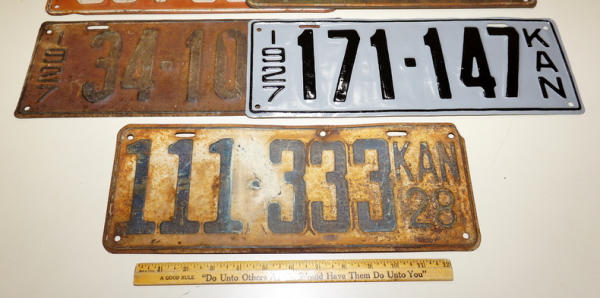 34-10
1927
171-147
KAN
111-333
KAN
28
A GOOD RULE "Do Unto Others Have Them Do Unto You"